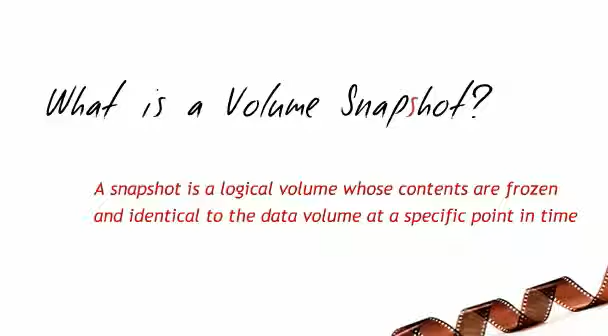 What is a Volume Snapshot?
A snapshot is a logical volume whose contents are frozen
and identical to the data volume at a specific point in time